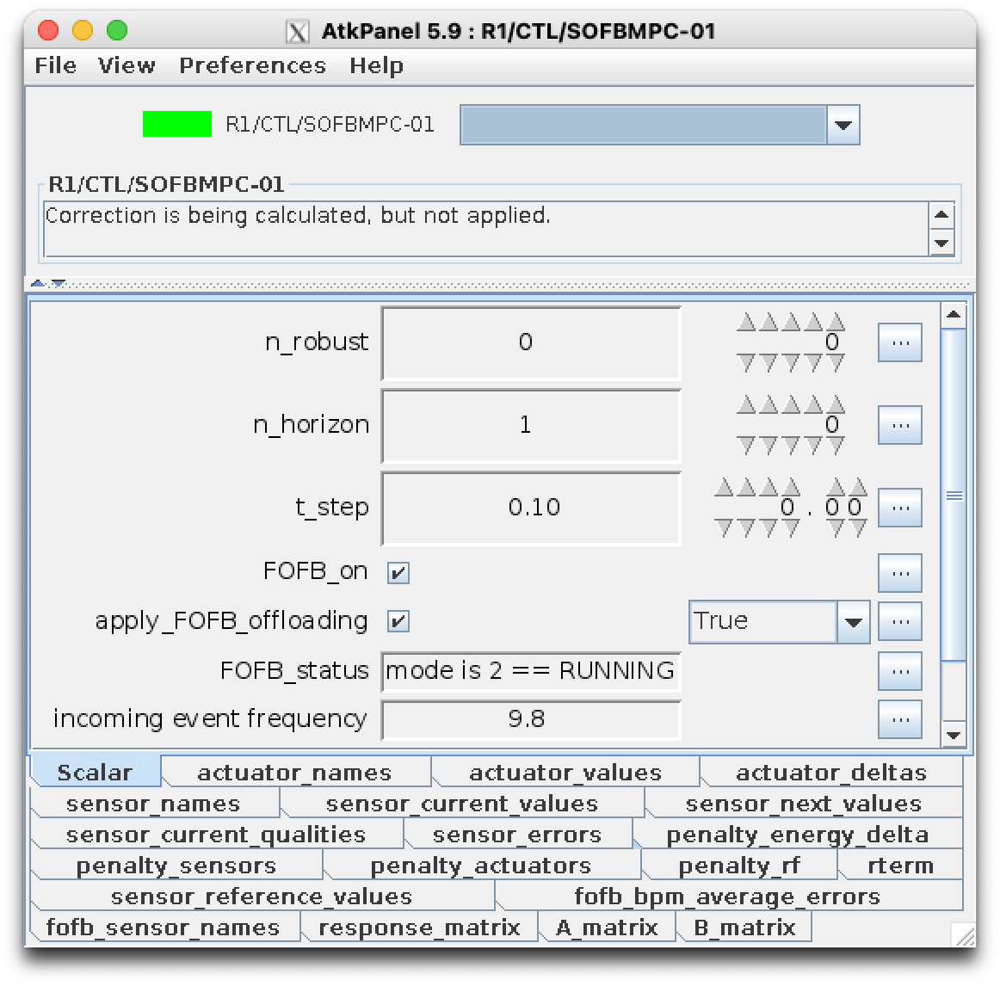 AtkPanel 5.9 : R1/CTL/SOFBMPC-01
File View Preferences Help
R1/CTL/SOFBMPC-01
R1/CTL/SOFBMPC-01
Correction is being calculated, but not applied.
n_robust 0 0 ...
n_horizon 1 0 ...
t_step 0.10 0.00 ...
FOFB_on ...
apply_FOFB_offloading True ...
FOFB_status mode is 2 == RUNNING ...
incoming event frequency 9.8 ...
Scalar actuator_names actuator_values actuator_deltas
sensor_names sensor_current_values sensor_next_values
sensor_current_qualities sensor_errors penalty_energy_delta
penalty_sensors penalty_actuators penalty_rf rterm
sensor_reference_values fofb_bpm_average_errors
fofb_sensor_names response_matrix A_matrix B_matrix